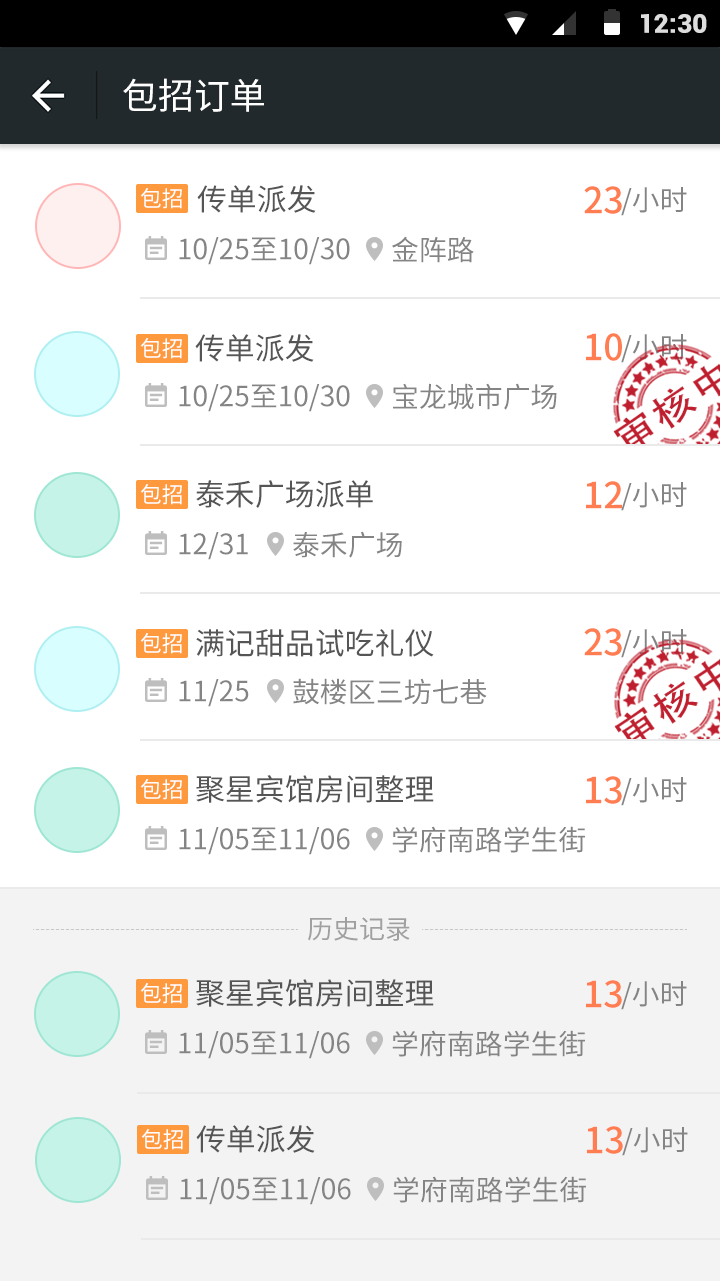 12:30
包招订单
包招 传单派发 23/小时
10/25至10/30 金阵路
包招 传单派发 10/小时
10/25至10/30 宝龙城市广场
审核中
包招 泰禾广场派单 12/小时
12/31 泰禾广场
包招 满记甜品试吃礼仪 23/小时
11/25 鼓楼区三坊七巷
审核中
包招 聚星宾馆房间整理 13/小时
11/05至11/06 学府南路学生街
历史记录
包招 聚星宾馆房间整理 13/小时
11/05至11/06 学府南路学生街
包招 传单派发 13/小时
11/05至11/06 学府南路学生街